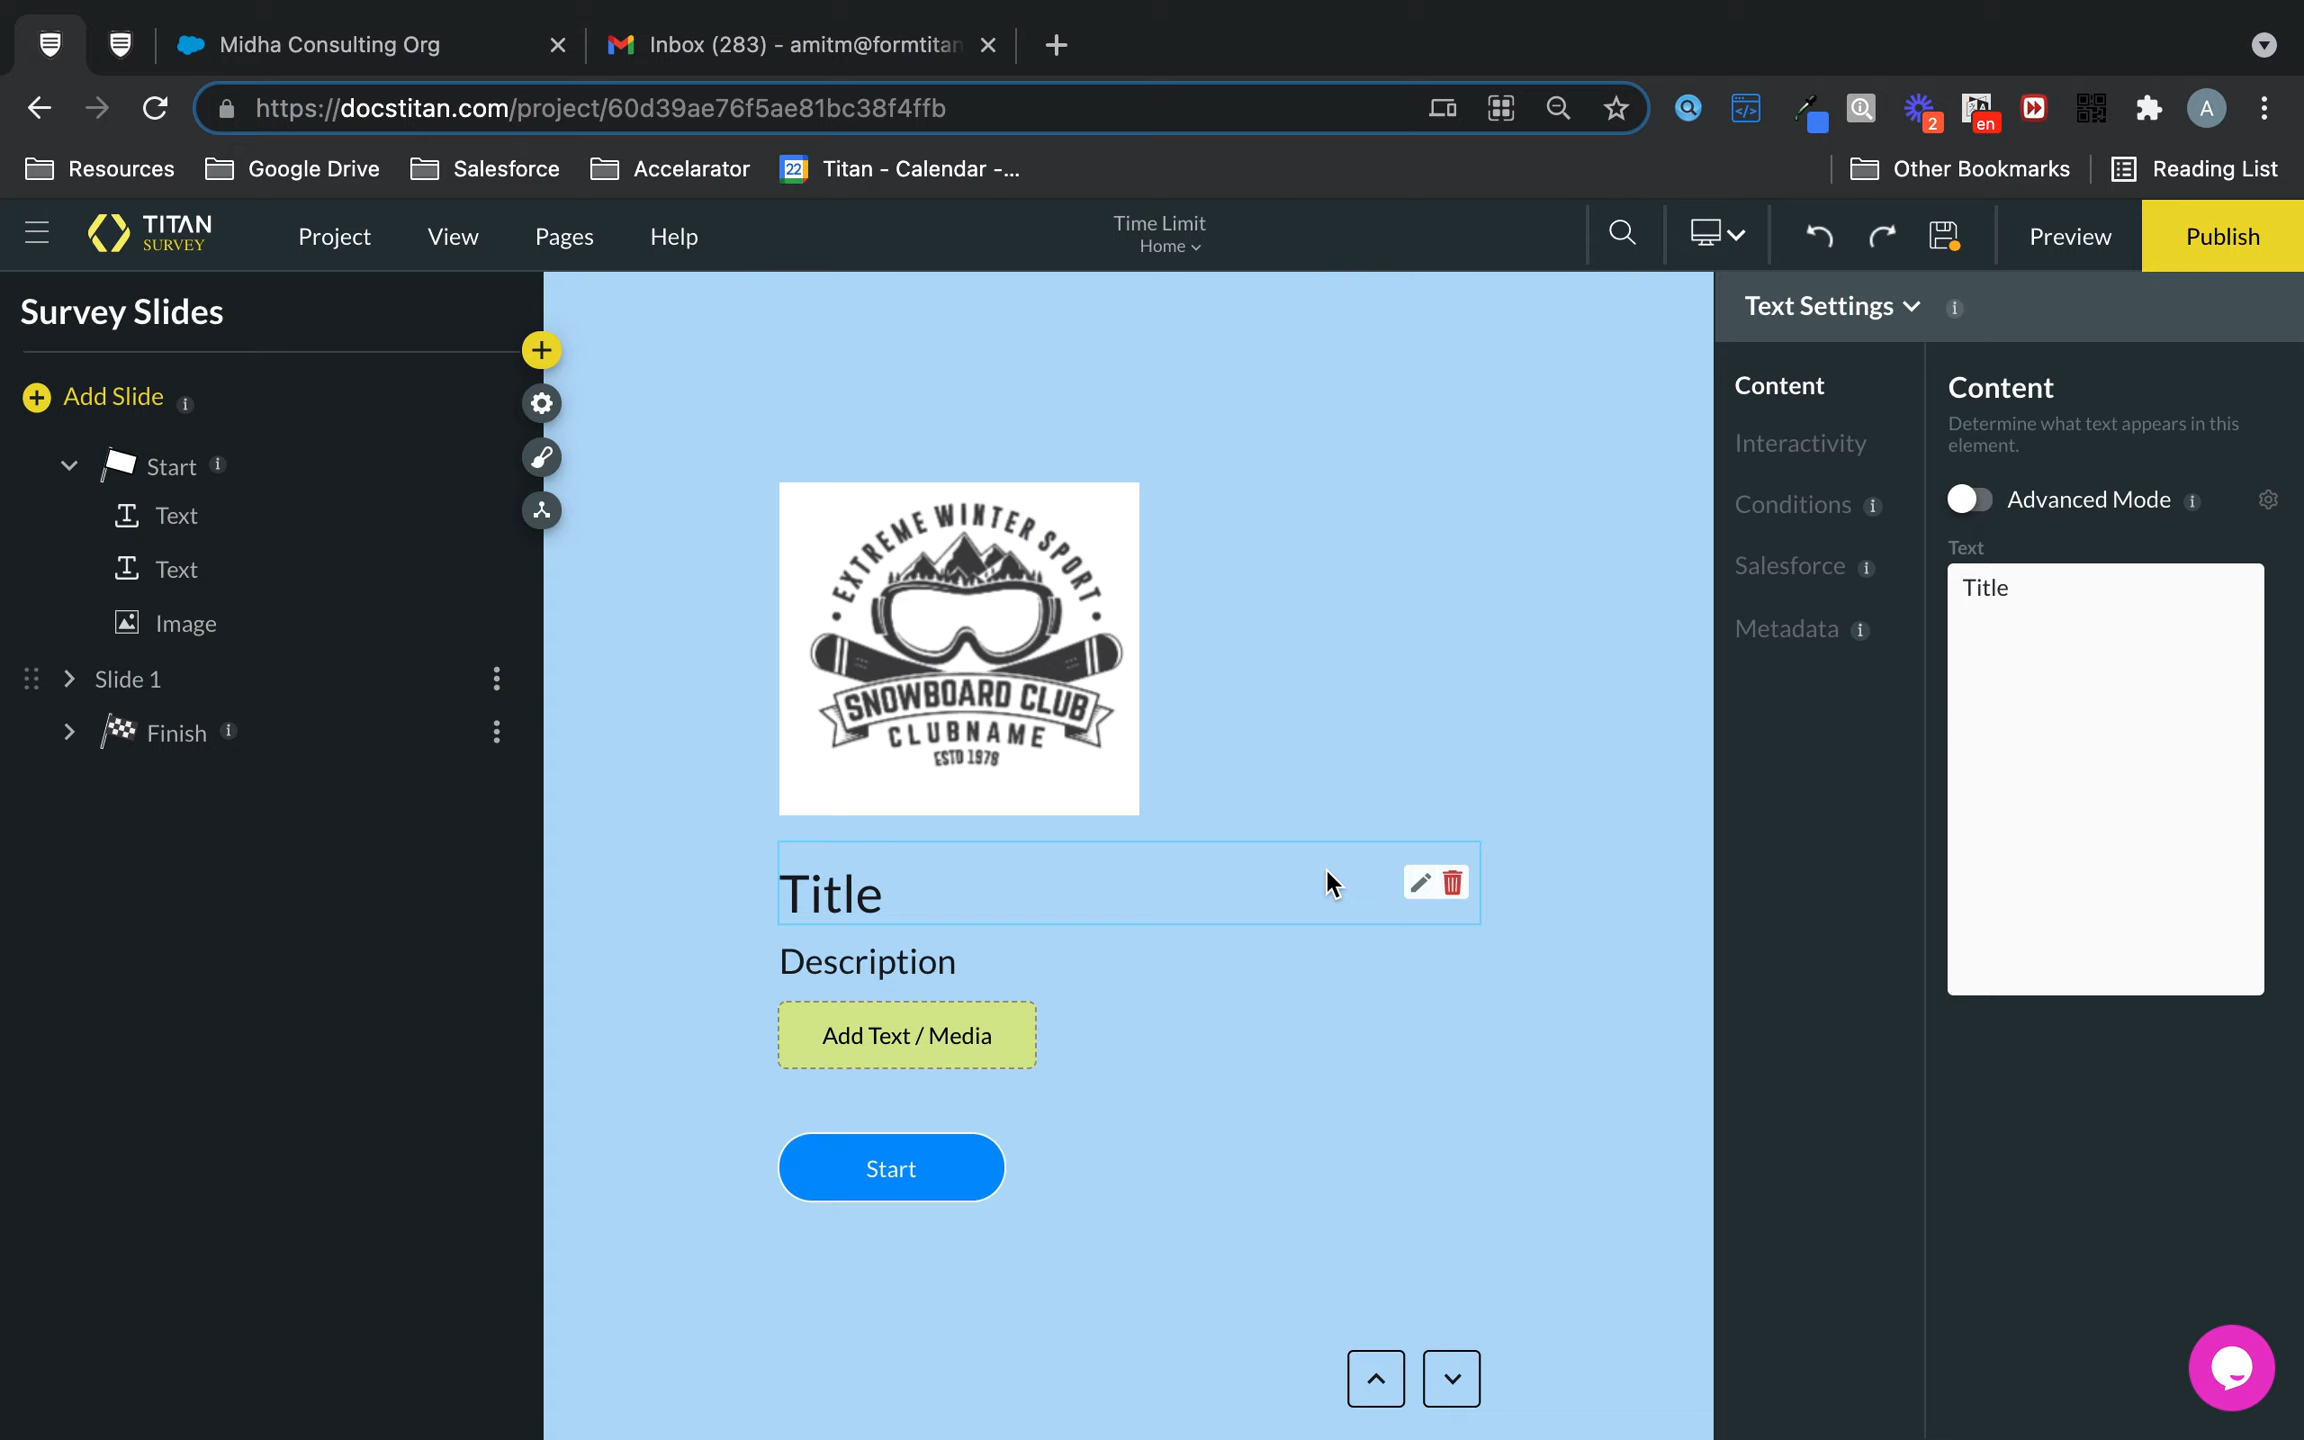 Midha Consulting Org
Inbox (283) - amitm@formtitan
https://docstitan.com/project/60d39ae76f5ae81bc38f4ffb
2
en
A
Resources
Google Drive
Salesforce
Accelarator
22
Titan - Calendar -...
Other Bookmarks
Reading List
TITAN
SURVEY
Project
View
Pages
Help
Time Limit
Home
Preview
Publish
Survey Slides
Add Slide
Start
Text
Text
Image
Slide 1
Finish
EXTREME WINTER SPORT
SNOWBOARD CLUB
CLUBNAME
ESTD 1978
Title
Description
Add Text / Media
Start
Text Settings
Content
Interactivity
Conditions
Salesforce
Metadata
Content
Determine what text appears in this
element.
Advanced Mode
Text
Title